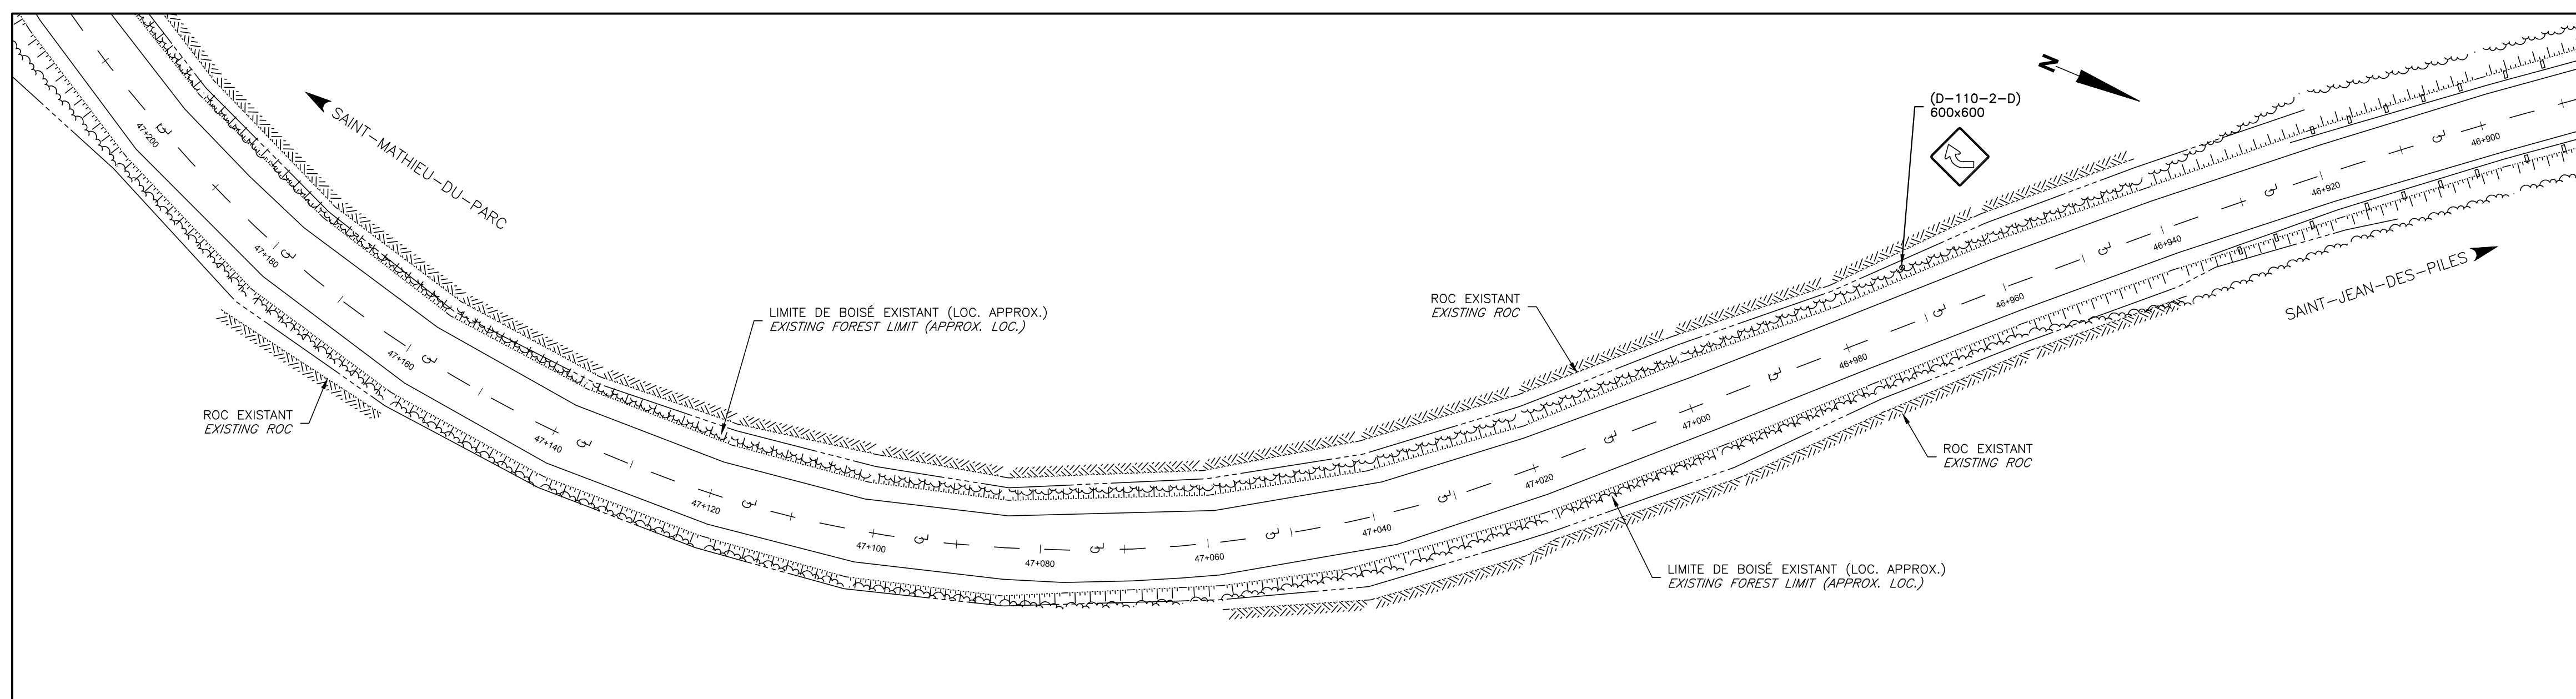 SAINT-MATHIEU-DU-PARC
N
(D-110-2-D)
600x600
SAINT-JEAN-DES-PILES
LIMITE DE BOISÉ EXISTANT (LOC. APPROX.)
EXISTING FOREST LIMIT (APPROX. LOC.)
ROC EXISTANT
EXISTING ROC
ROC EXISTANT
EXISTING ROC
ROC EXISTANT
EXISTING ROC
LIMITE DE BOISÉ EXISTANT (LOC. APPROX.)
EXISTING FOREST LIMIT (APPROX. LOC.)
47+200
47+180
47+160
47+140
47+120
47+100
47+080
47+060
47+040
47+020
47+000
46+980
46+960
46+940
46+920
46+900